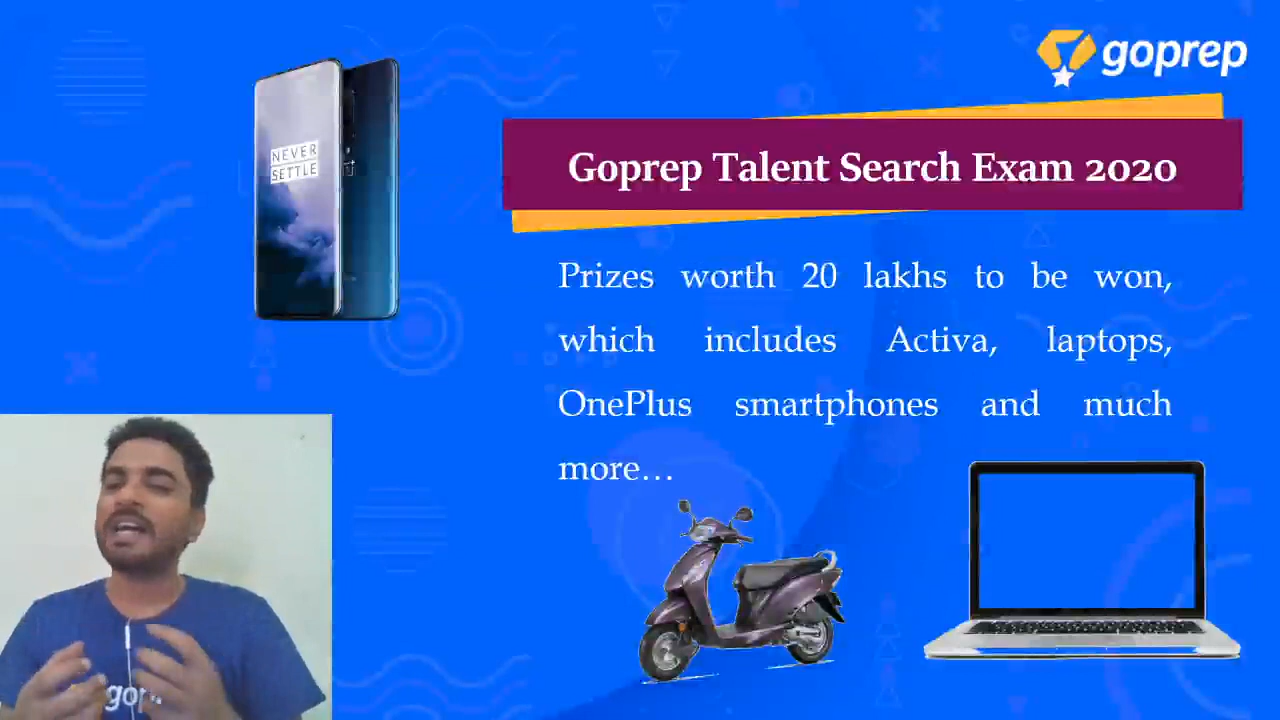 goprep
NEVER
SETTLE
Goprep Talent Search Exam 2020
Prizes worth 20 lakhs to be won,
which includes Activa, laptops,
OnePlus smartphones and much
more…